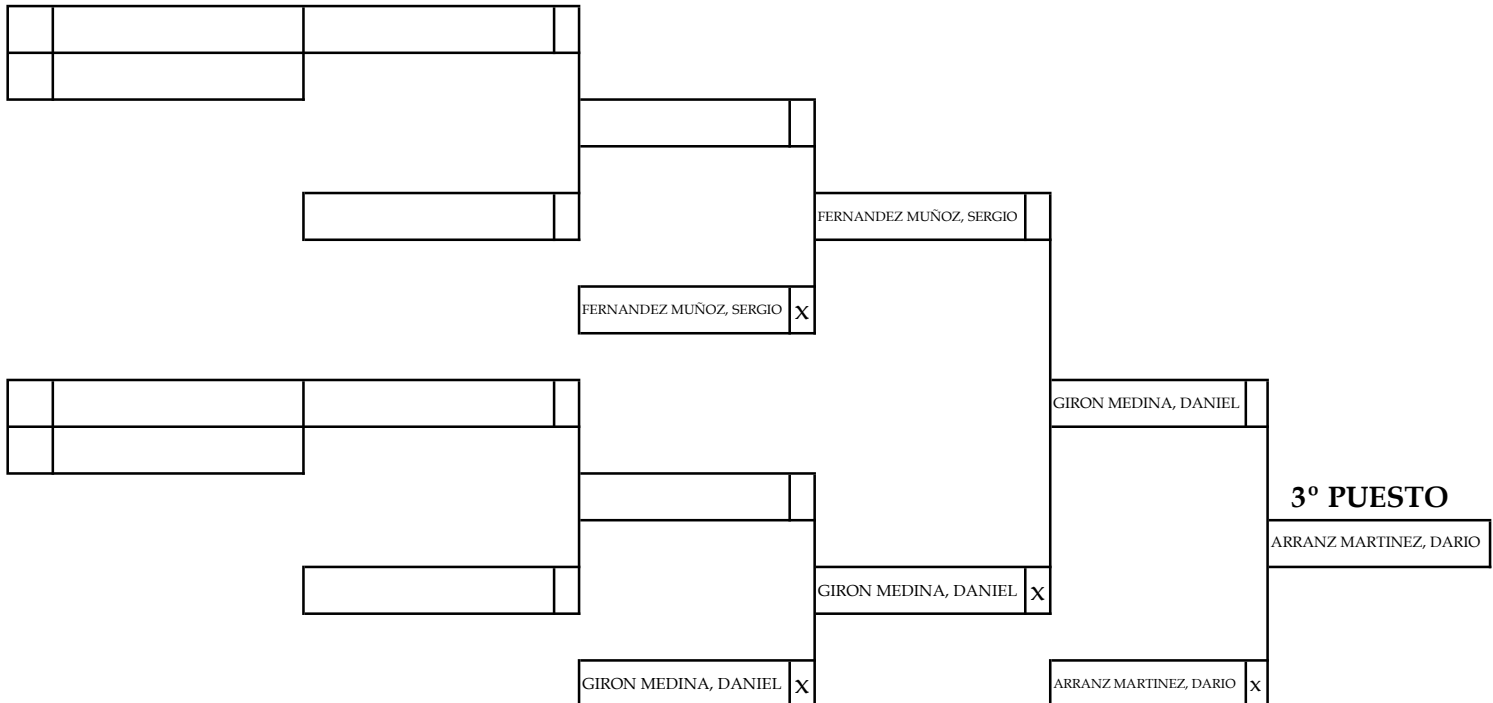 FERNANDEZ MUÑOZ, SERGIO
FERNANDEZ MUÑOZ, SERGIO X
GIRON MEDINA, DANIEL
3º PUESTO
ARRANZ MARTINEZ, DARIO
GIRON MEDINA, DANIEL X
GIRON MEDINA, DANIEL X
ARRANZ MARTINEZ, DARIO x